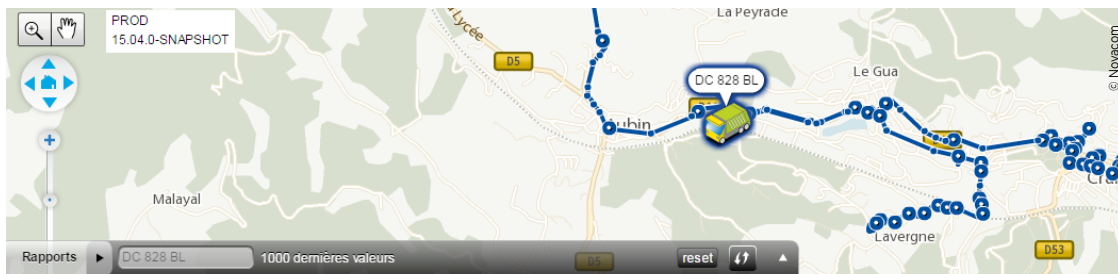 PROD
15.04.0-SNAPSHOT
Lycée
La Peyrade
© Novacom
D5
Le Gua
DC 828 BL
ubin
Malayal
Lavergne
D53
D5
Rapports
DC 828 BL
1000 dernières valeurs
reset